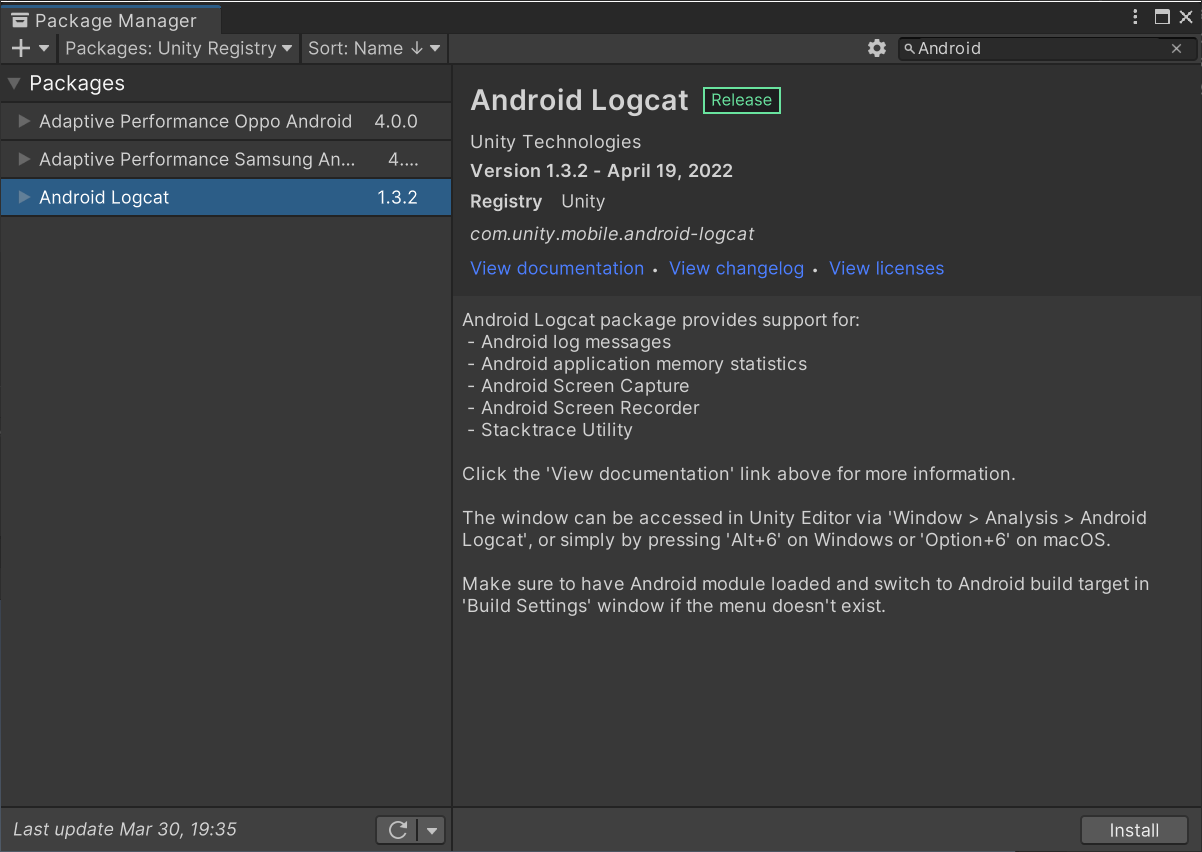 Package Manager
Packages: Unity Registry Sort: Name ↓ Android
Packages
Adaptive Performance Oppo Android 4.0.0
Adaptive Performance Samsung An... 4....
Android Logcat 1.3.2
Android Logcat Release
Unity Technologies
Version 1.3.2 - April 19, 2022
Registry Unity
com.unity.mobile.android-logcat
View documentation • View changelog • View licenses
Android Logcat package provides support for:
- Android log messages
- Android application memory statistics
- Android Screen Capture
- Android Screen Recorder
- Stacktrace Utility
Click the 'View documentation' link above for more information.
The window can be accessed in Unity Editor via 'Window > Analysis > Android
Logcat', or simply by pressing 'Alt+6' on Windows or 'Option+6' on macOS.
Make sure to have Android module loaded and switch to Android build target in
'Build Settings' window if the menu doesn't exist.
Last update Mar 30, 19:35
Install